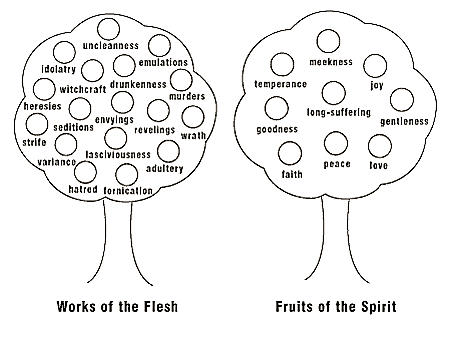 uncleanness
idolatry
emulations
witchcraft
drunkenness
murders
heresies
seditions
envyings
revelings
wrath
strife
variance
lasciviousness
adultery
hatred
fornication
Works of the Flesh
meekness
temperance
joy
long-suffering
goodness
gentleness
faith
peace
love
Fruits of the Spirit